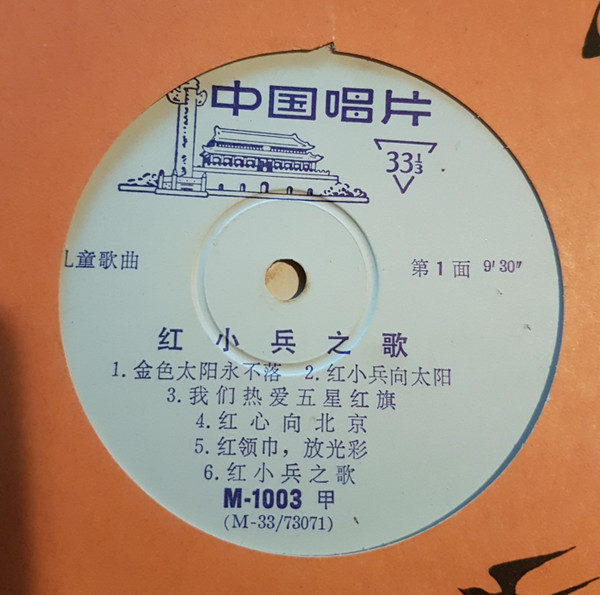 中国唱片
33⅓
儿童歌曲
第1面 9′30″
红小兵之歌
1.金色太阳永不落 2.红小兵向太阳
3.我们热爱五星红旗
4.红心向北京
5.红领巾，放光彩
6.红小兵之歌
M-1003 甲
(M-33/73071)